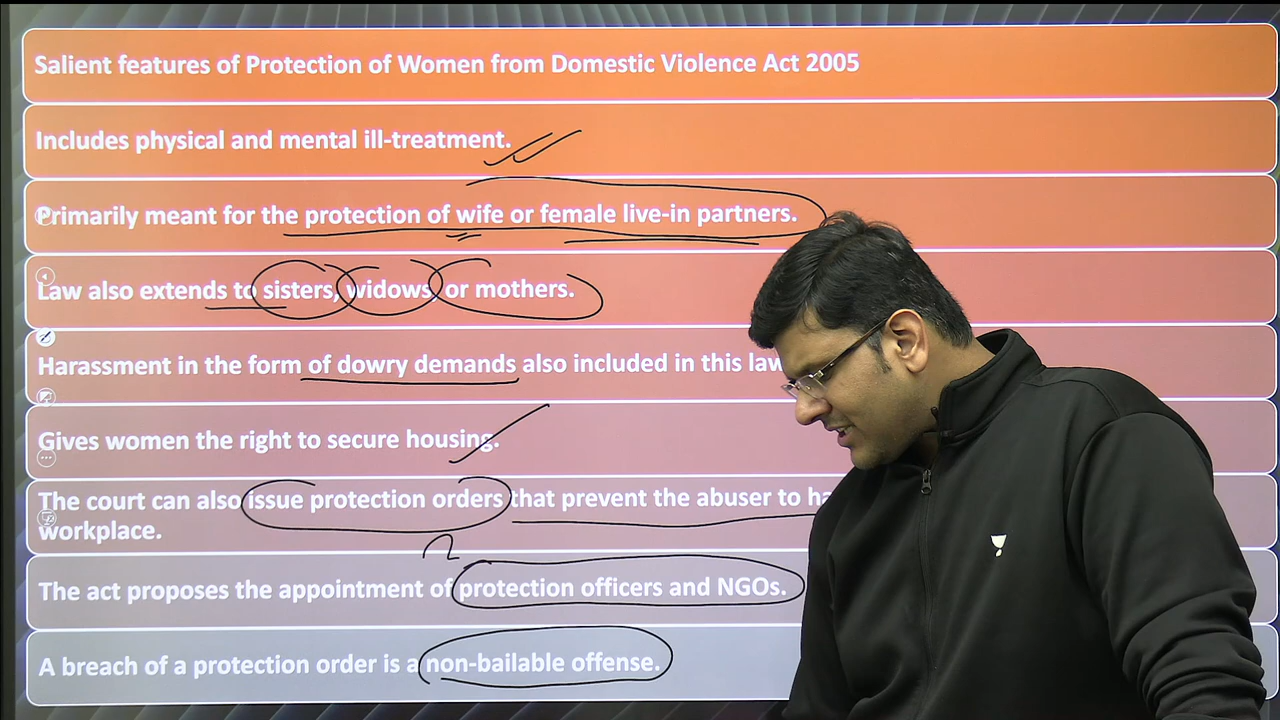 Salient features of Protection of Women from Domestic Violence Act 2005
Includes physical and mental ill-treatment.
Primarily meant for the protection of wife or female live-in partners.
Law also extends to sisters, widows, or mothers.
Harassment in the form of dowry demands also included in this law
Gives women the right to secure housing.
The court can also issue protection orders that prevent the abuser to
workplace.
The act proposes the appointment of protection officers and NGOs.
A breach of a protection order is a non-bailable offense.